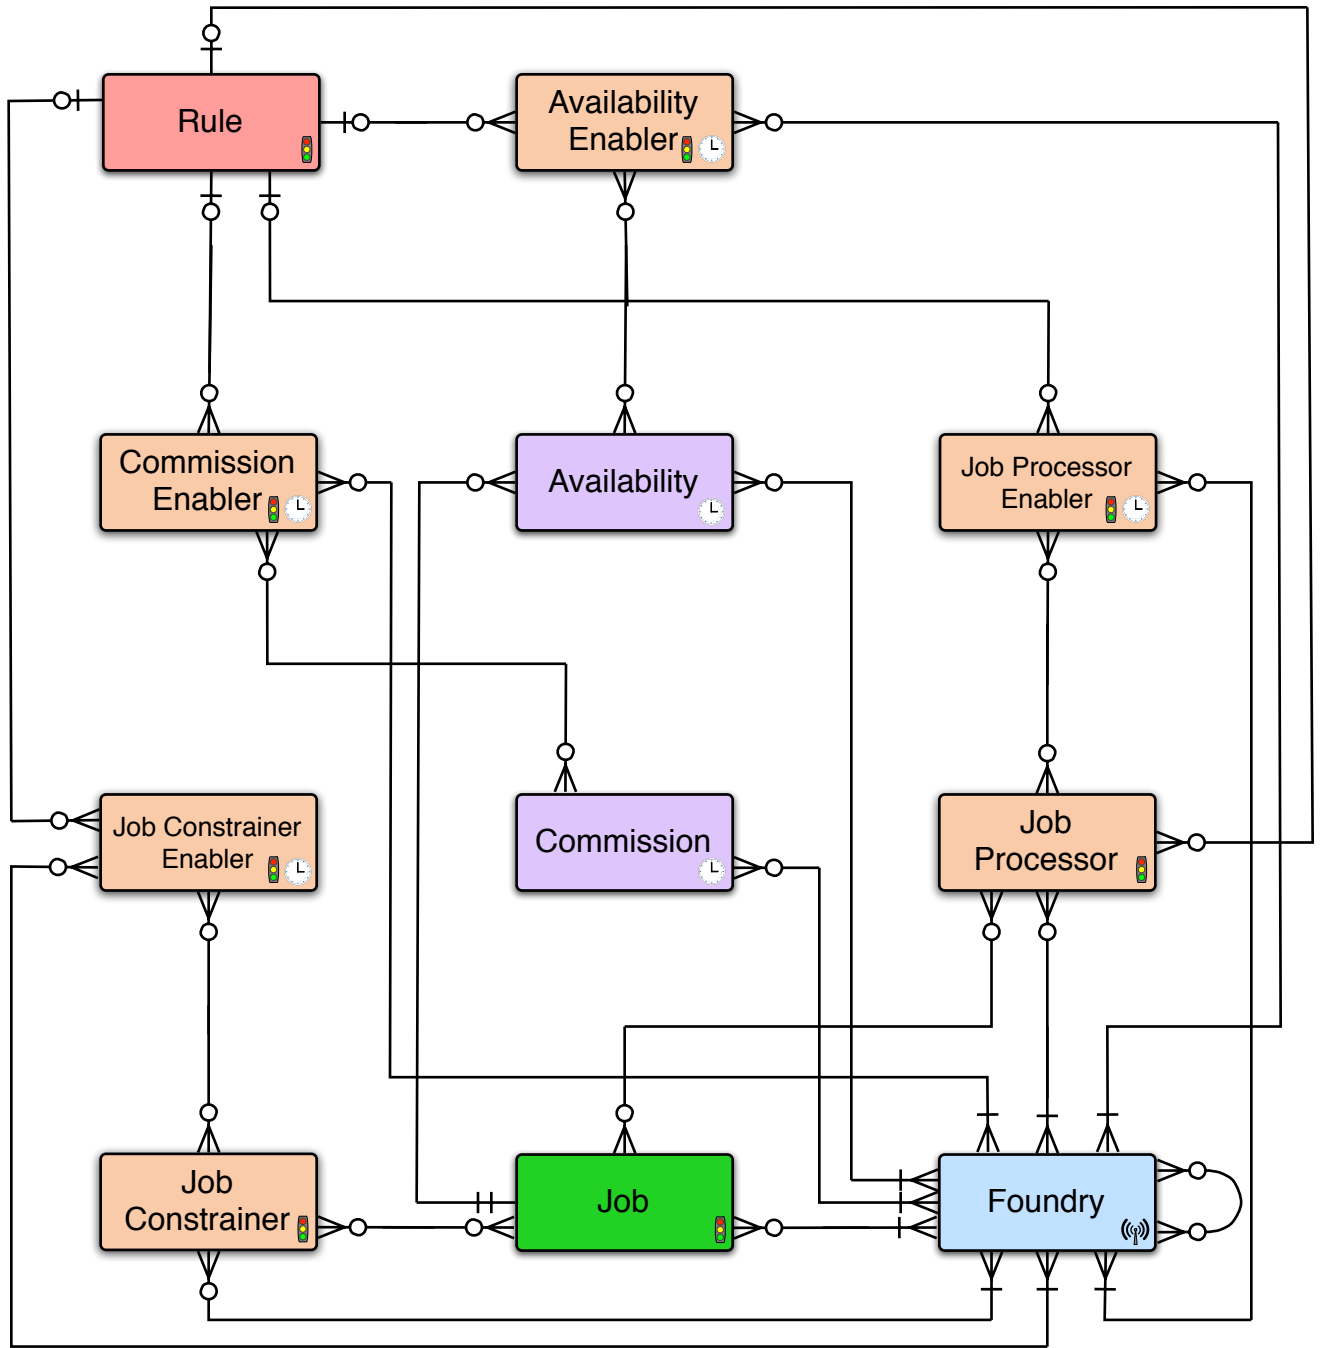 Rule
Availability
Enabler
Commission
Enabler
Availability
Job Processor
Enabler
Job Constrainer
Enabler
Commission
Job
Processor
Job
Constrainer
Job
Foundry